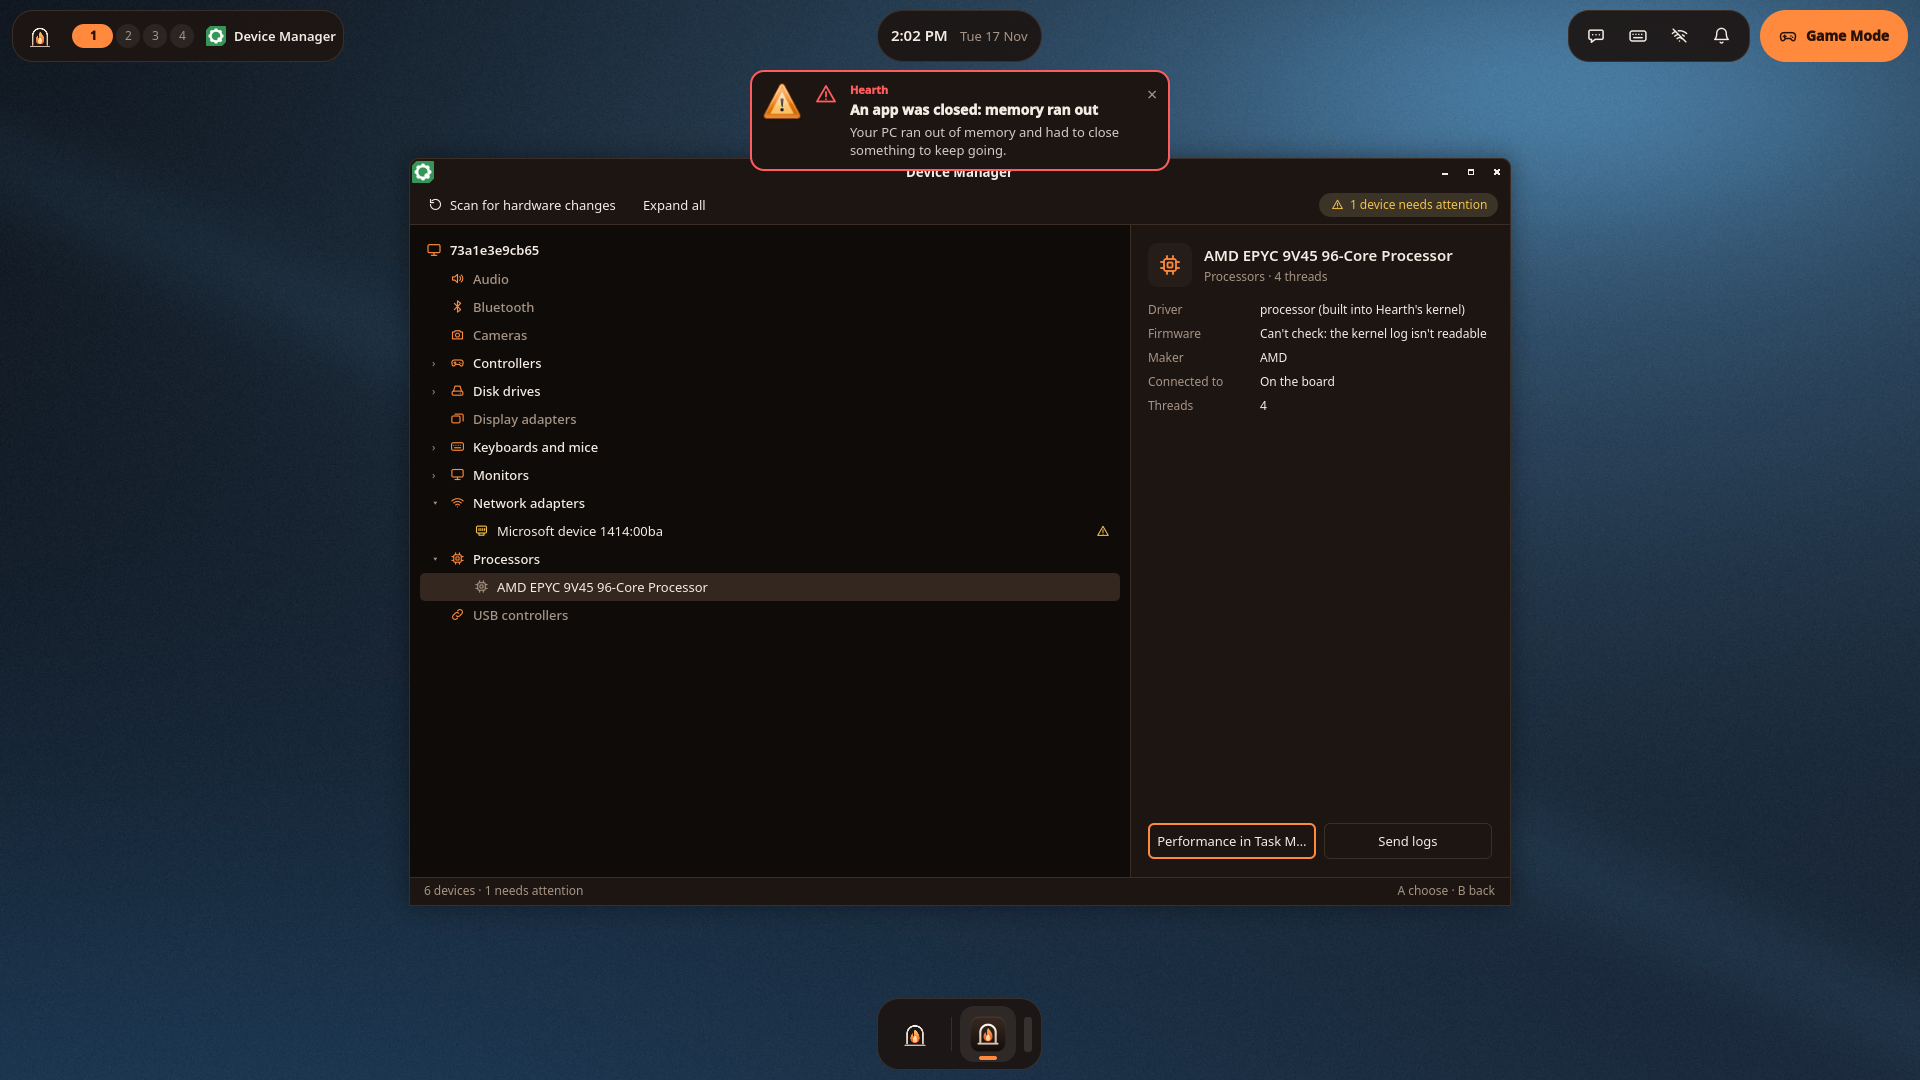 1 2 3 4 Device Manager
2:02 PM Tue 17 Nov
Game Mode
Hearth
An app was closed: memory ran out
Your PC ran out of memory and had to close
something to keep going.
Device Manager
Scan for hardware changes Expand all
1 device needs attention
73a1e3e9cb65
Audio
Bluetooth
Cameras
Controllers
Disk drives
Display adapters
Keyboards and mice
Monitors
Network adapters
Microsoft device 1414:00ba
Processors
AMD EPYC 9V45 96-Core Processor
USB controllers
AMD EPYC 9V45 96-Core Processor
Processors · 4 threads
Driver processor (built into Hearth's kernel)
Firmware Can't check: the kernel log isn't readable
Maker AMD
Connected to On the board
Threads 4
Performance in Task M... Send logs
6 devices · 1 needs attention
A choose · B back